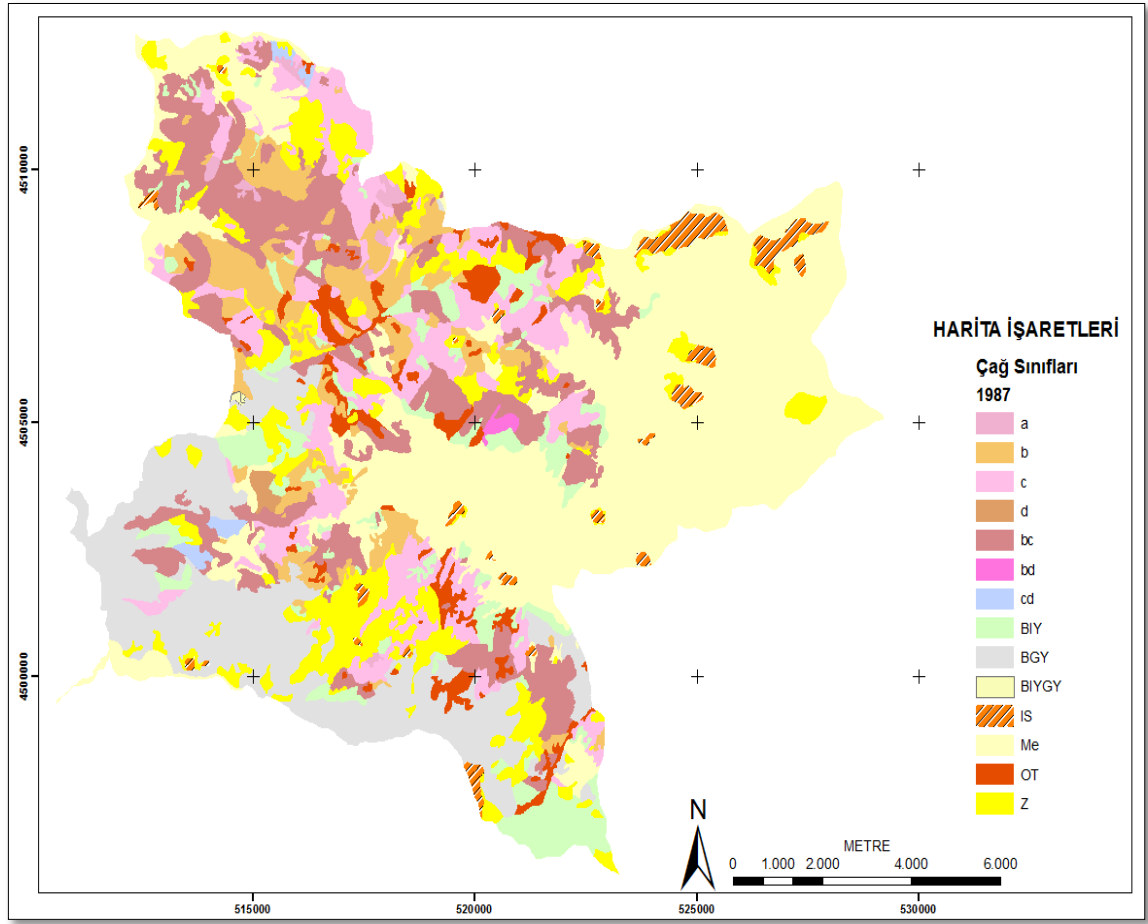 4510000
4505000
4500000
HARİTA İŞARETLERİ
Çağ Sınıfları
1987
a
b
c
d
bc
bd
cd
BIY
BGY
BIYGY
IS
Me
OT
Z
N
METRE
0 1.000 2.000 4.000 6.000
515000 520000 525000 530000